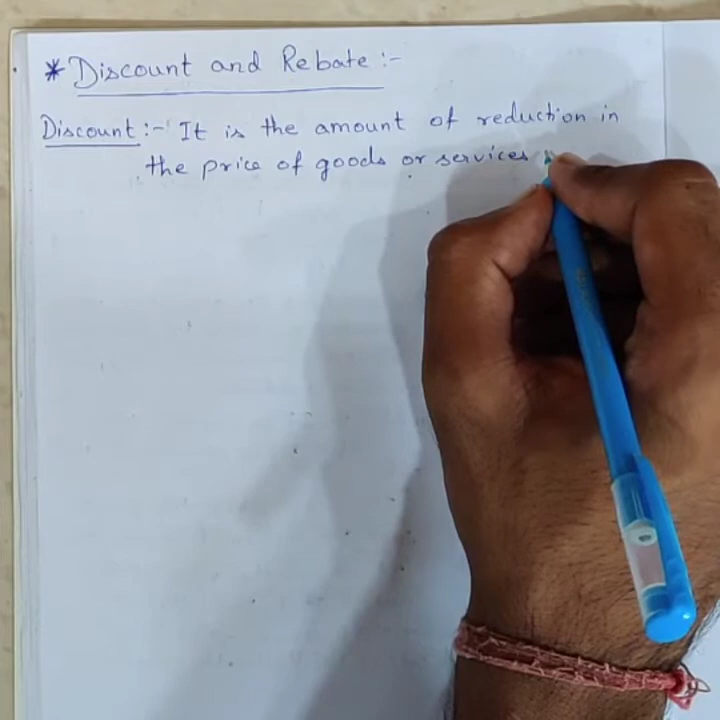 * Discount and Rebate :-
Discount :- It is the amount of reduction in
the price of goods or services